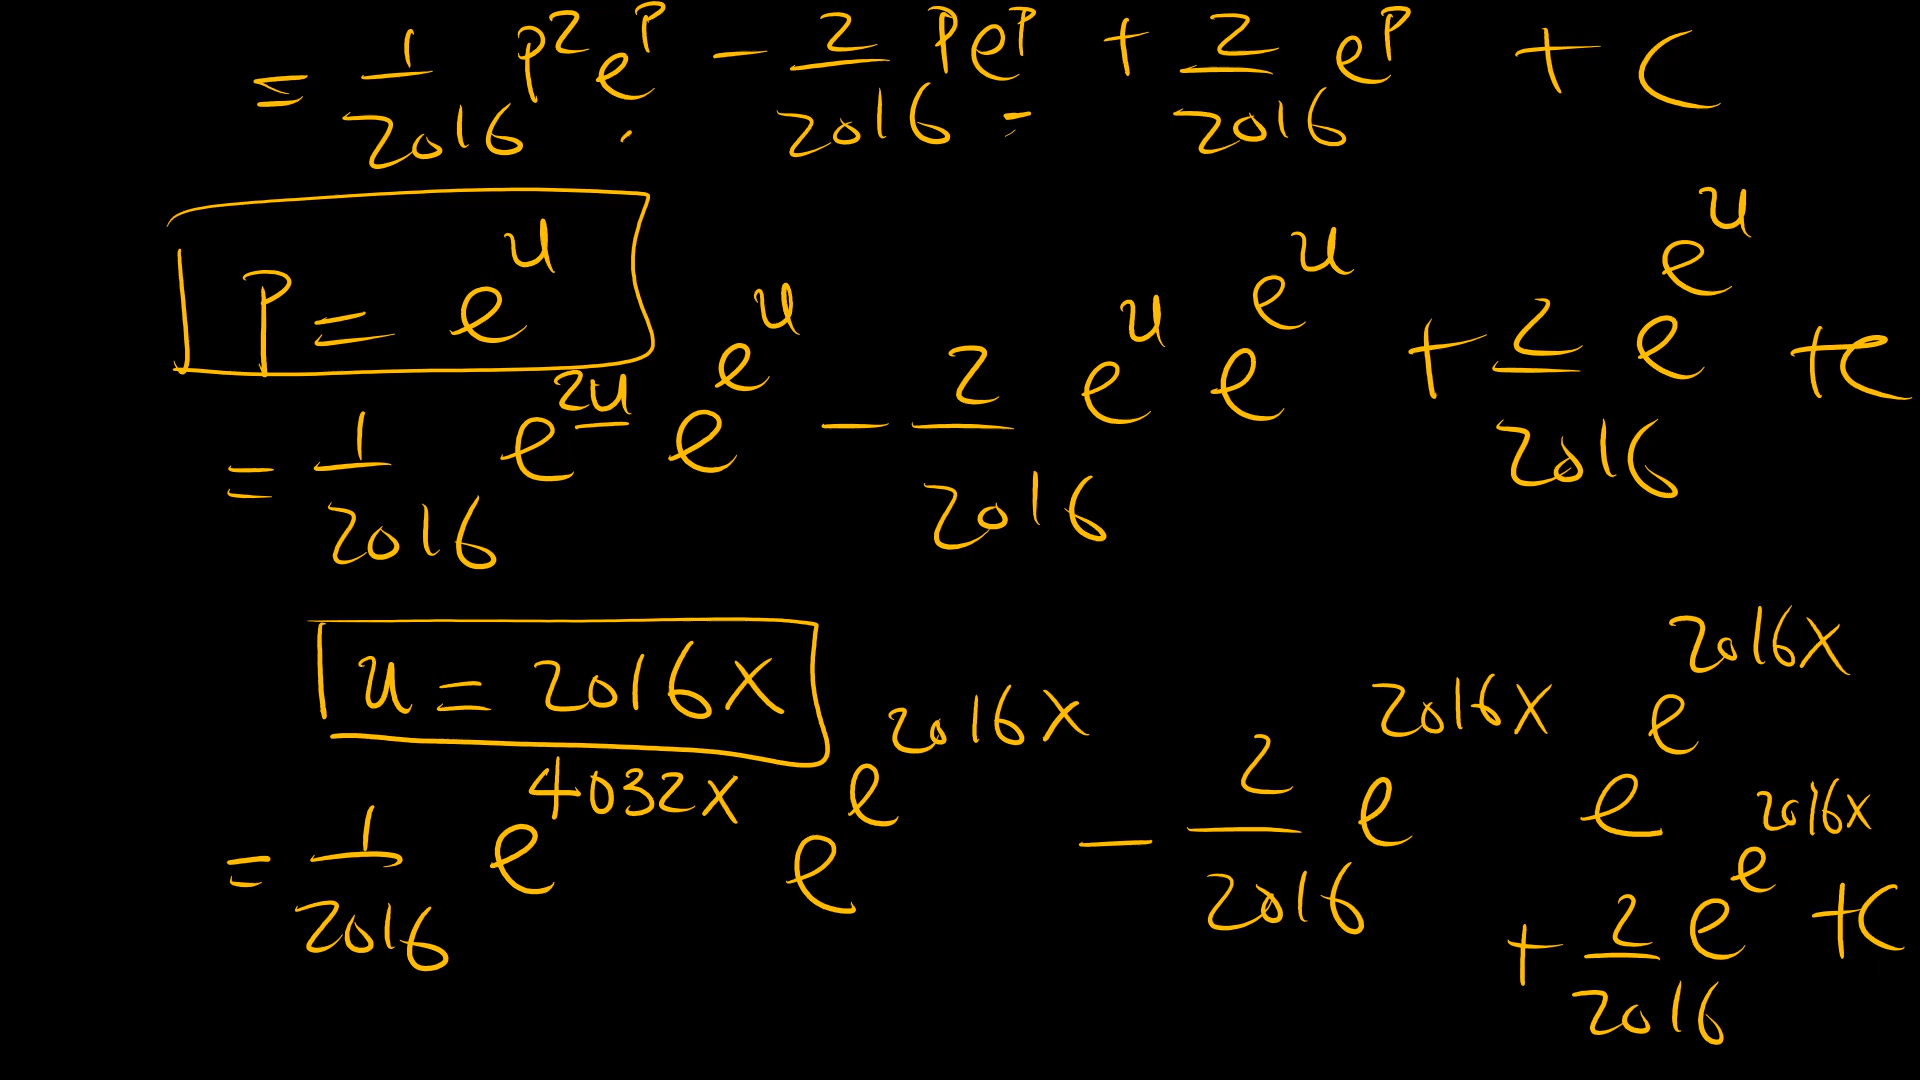 = 1/2016 p²e^p - 2/2016 pe^p + 2/2016 e^p + C
P = e^u
= 1/2016 e^(2u) e^(e^u) - 2/2016 e^u e^(e^u) + 2/2016 e^(e^u) + C
u = 2016x
= 1/2016 e^(4032x) e^(e^(2016x)) - 2/2016 e^(2016x) e^(e^(2016x))
+ 2/2016 e^(e^(2016x)) + C